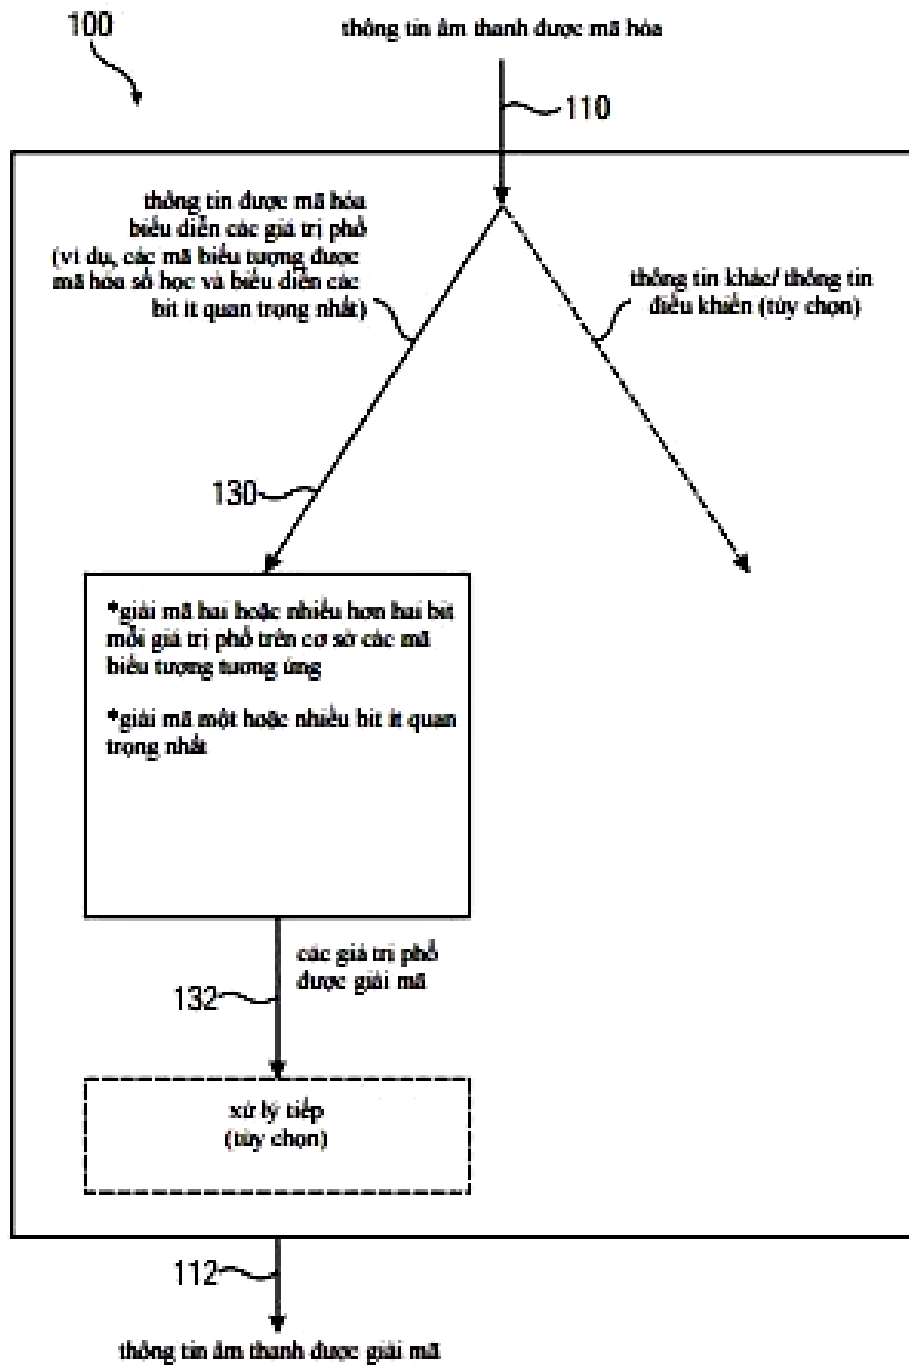 100
thông tin âm thanh được mã hóa
110
thông tin được mã hóa
biểu diễn các giá trị phổ
(ví dụ, các mã biểu tượng được
mã hóa số học và biểu diễn các
bit ít quan trọng nhất)
thông tin khác/ thông tin
điều khiển (tùy chọn)
130
*giải mã hai hoặc nhiều hơn hai bit
mỗi giá trị phổ trên cơ sở các mã
biểu tượng tương ứng
*giải mã một hoặc nhiều bit ít quan
trọng nhất
các giá trị phổ
được giải mã
132
xử lý tiếp
(tùy chọn)
112
thông tin âm thanh được giải mã